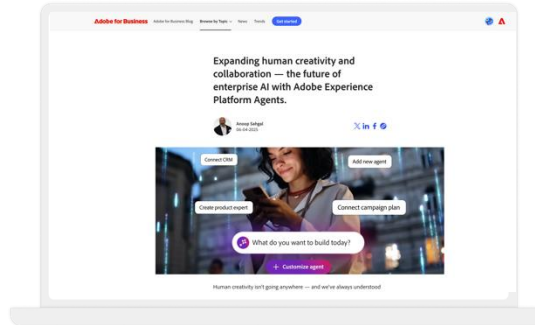 Adobe for Business Adobe for Business Blog Browse by Topic News Trends Get started
Expanding human creativity and
collaboration — the future of
enterprise AI with Adobe Experience
Platform Agents.
Anoop Sehgal
06-04-2025
Connect CRM
Add new agent
Create product expert
Connect campaign plan
What do you want to build today?
+ Customize agent
Human creativity isn't going anywhere — and we've always understood